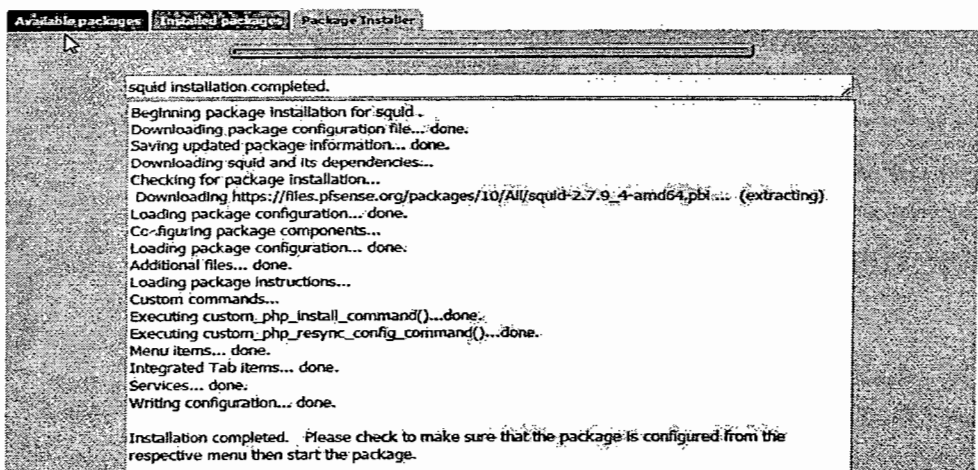 Available packages Installed packages Package Installer
squid installation completed.
Beginning package installation for squid .
Downloading package configuration file... done.
Saving updated package information... done.
Downloading squid and its dependencies...
Checking for package installation...
Downloading https://files.pfsense.org/packages/10/All/squid-2.7.9_4-amd64.pbi ... (extracting)
Loading package configuration... done.
Configuring package components...
Loading package configuration... done.
Additional files... done.
Loading package instructions...
Custom commands...
Executing custom_php_install_command()...done.
Executing custom_php_resync_config_command()...done.
Menu items... done.
Integrated Tab items... done.
Services... done.
Writing configuration... done.
Installation completed. Please check to make sure that the package is configured from the
respective menu then start the package.